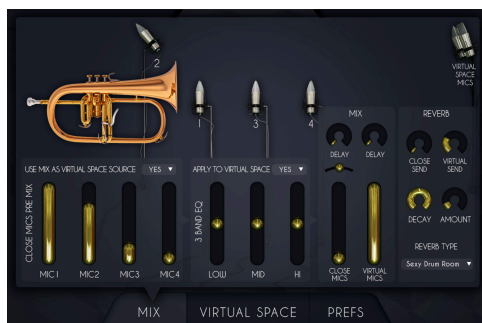 2
VIRTUAL
SPACE
MICS
1
3
4
MIX
REVERB
DELAY
DELAY
CLOSE
SEND
VIRTUAL
SEND
USE MIX AS VIRTUAL SPACE SOURCE YES
APPLY TO VIRTUAL SPACE YES
CLOSE MICS PRE MIX
3 BAND EQ
DECAY
AMOUNT
REVERB TYPE
Sexy Drum Room
MIC1
MIC2
MIC3
MIC4
LOW
MID
HI
CLOSE
MICS
VIRTUAL
MICS
MIX
VIRTUAL SPACE
PREFS